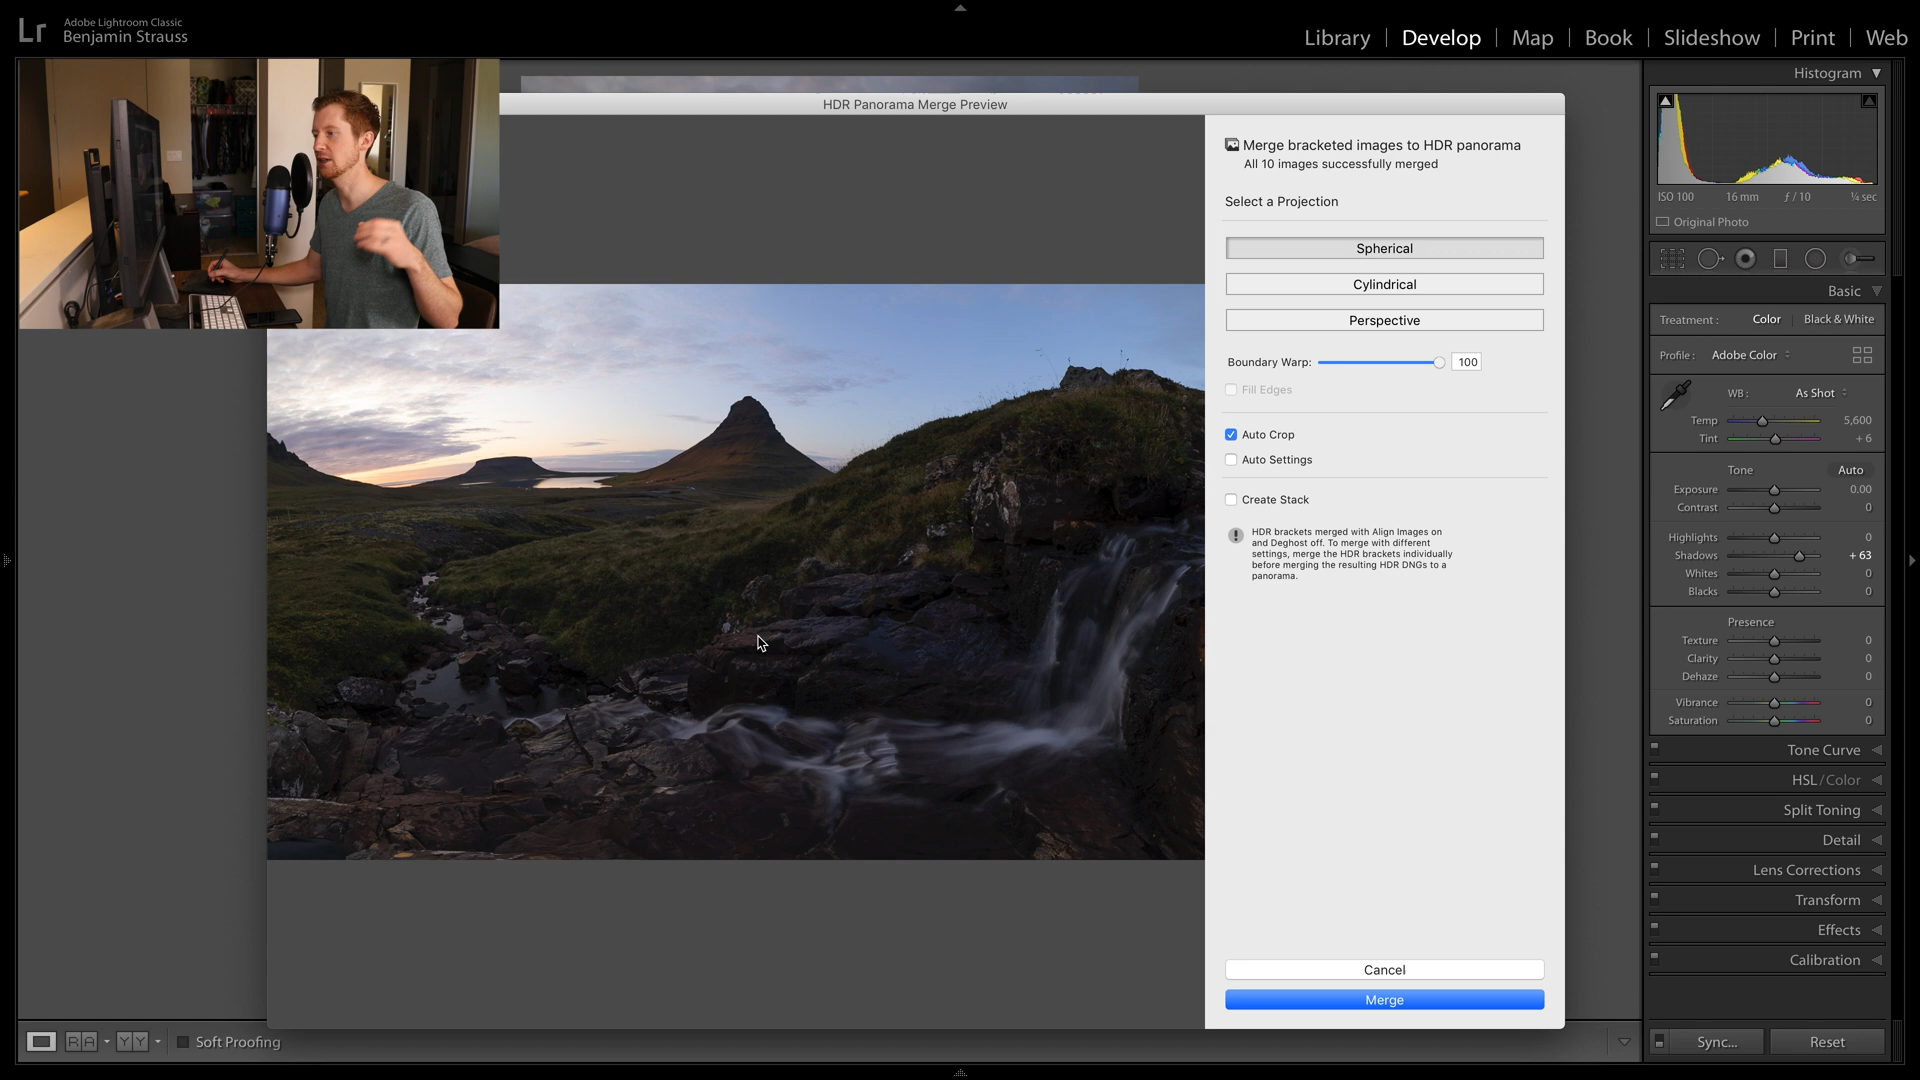 Lr
Adobe Lightroom Classic
Benjamin Strauss
Library | Develop | Map | Book | Slideshow | Print | Web
HDR Panorama Merge Preview
Merge bracketed images to HDR panorama
All 10 images successfully merged
Select a Projection
Spherical
Cylindrical
Perspective
Boundary Warp: 100
Fill Edges
Auto Crop
Auto Settings
Create Stack
HDR brackets merged with Align Images on
and Deghost off. To merge with different
settings, merge the HDR brackets individually
before merging the resulting HDR DNGs to a
panorama.
Cancel
Merge
Histogram
ISO 100 16 mm ƒ / 10 ¼ sec
Original Photo
Basic
Treatment : Color Black & White
Profile : Adobe Color
WB : As Shot
Temp 5,600
Tint + 6
Tone Auto
Exposure 0.00
Contrast 0
Highlights 0
Shadows + 63
Whites 0
Blacks 0
Presence
Texture 0
Clarity 0
Dehaze 0
Vibrance 0
Saturation 0
Tone Curve
HSL / Color
Split Toning
Detail
Lens Corrections
Transform
Effects
Calibration
R A Y Y Soft Proofing
Sync... Reset